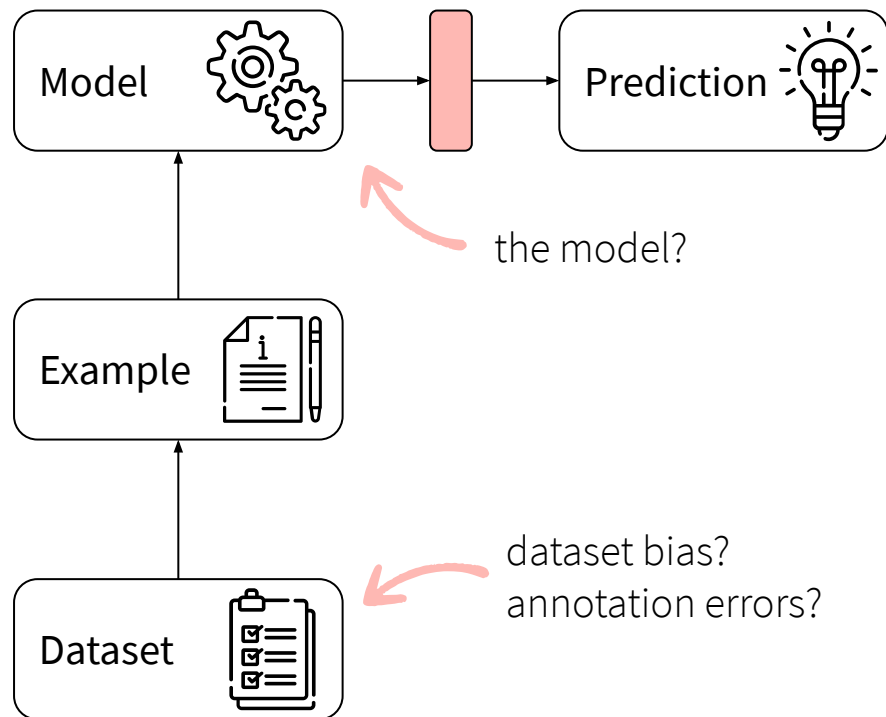 Model
Prediction
the model?
Example
i
dataset bias?
annotation errors?
Dataset